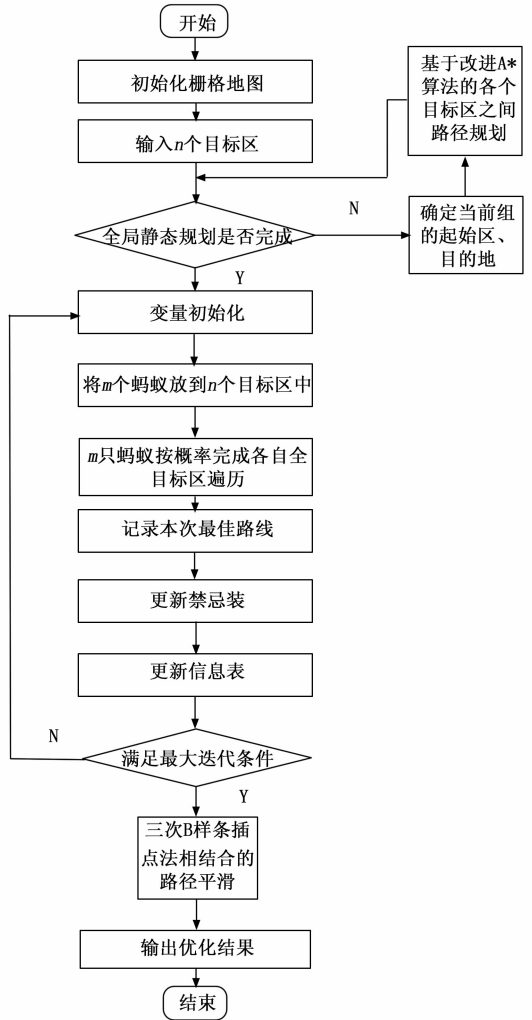 开始
初始化栅格地图
输入n个目标区
基于改进A*
算法的各个
目标区之间
路径规划
全局静态规划是否完成
N
确定当前组
的起始区、
目的地
Y
变量初始化
将m个蚂蚁放到n个目标区中
m只蚂蚁按概率完成各自全
目标区遍历
记录本次最佳路线
更新禁忌装
更新信息表
满足最大迭代条件
N
Y
三次B样条插
点法相结合的
路径平滑
输出优化结果
结束